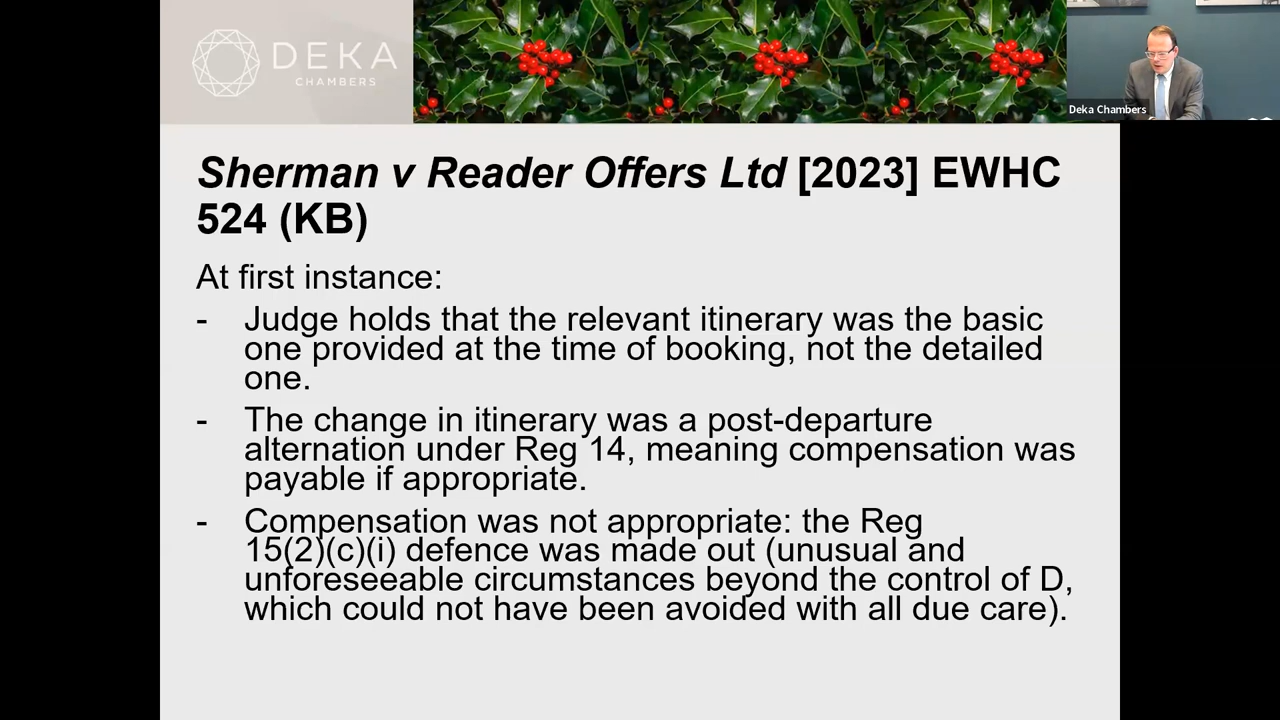 DEKA
CHAMBERS
Deka Chambers
Sherman v Reader Offers Ltd [2023] EWHC
524 (KB)
At first instance:
- Judge holds that the relevant itinerary was the basic
one provided at the time of booking, not the detailed
one.
- The change in itinerary was a post-departure
alternation under Reg 14, meaning compensation was
payable if appropriate.
- Compensation was not appropriate: the Reg
15(2)(c)(i) defence was made out (unusual and
unforeseeable circumstances beyond the control of D,
which could not have been avoided with all due care).